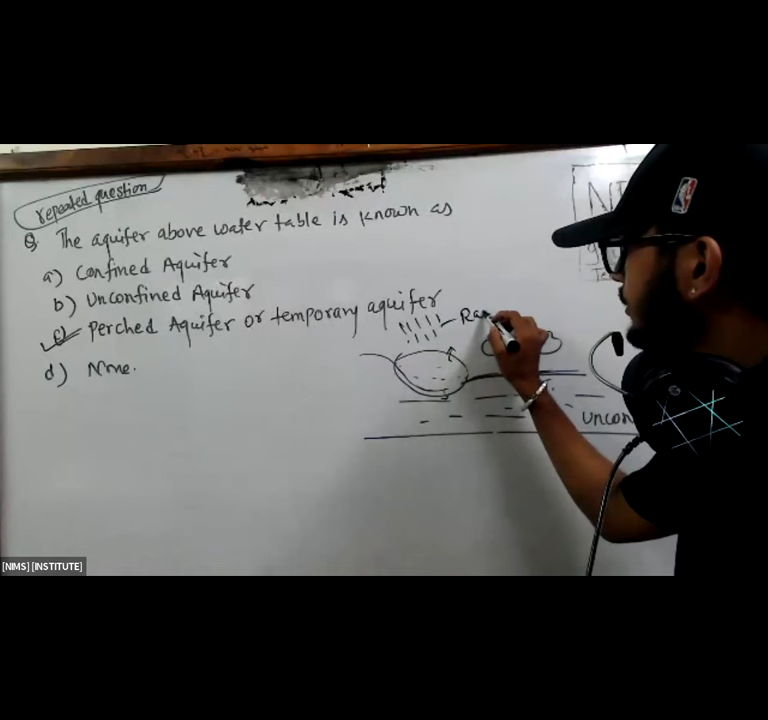 repeated question
Q. The aquifer above water table is known as
a) Confined Aquifer
b) Unconfined Aquifer
c) Perched Aquifer or temporary aquifer
d) None.
Ra
Uncon
[NIMS] [INSTITUTE]